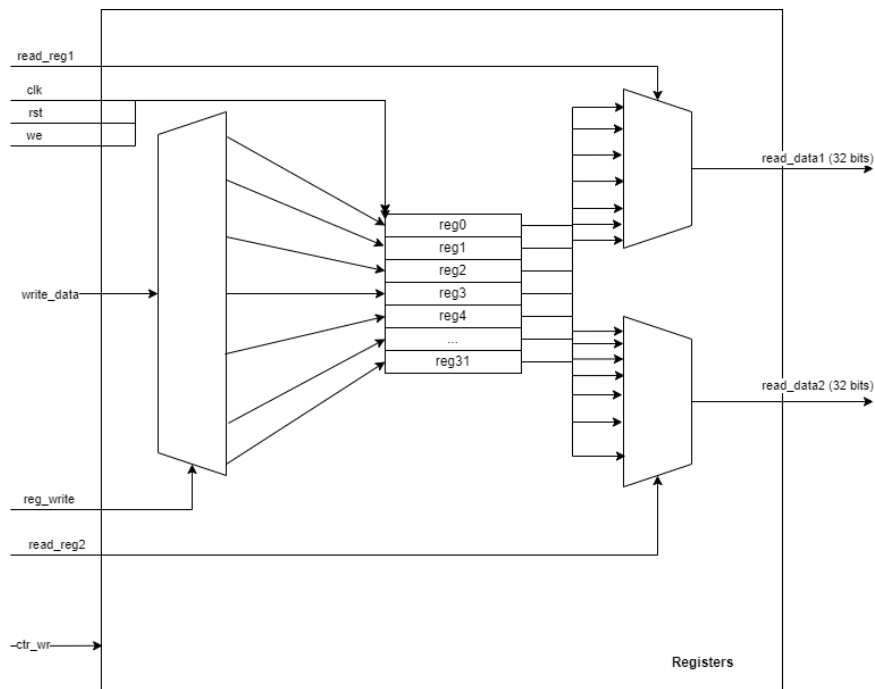 read_reg1
clk
rst
we
read_data1 (32 bits)
reg0
reg1
reg2
write_data
reg3
reg4
...
reg31
read_data2 (32 bits)
reg_write
read_reg2
ctr_wr
Registers